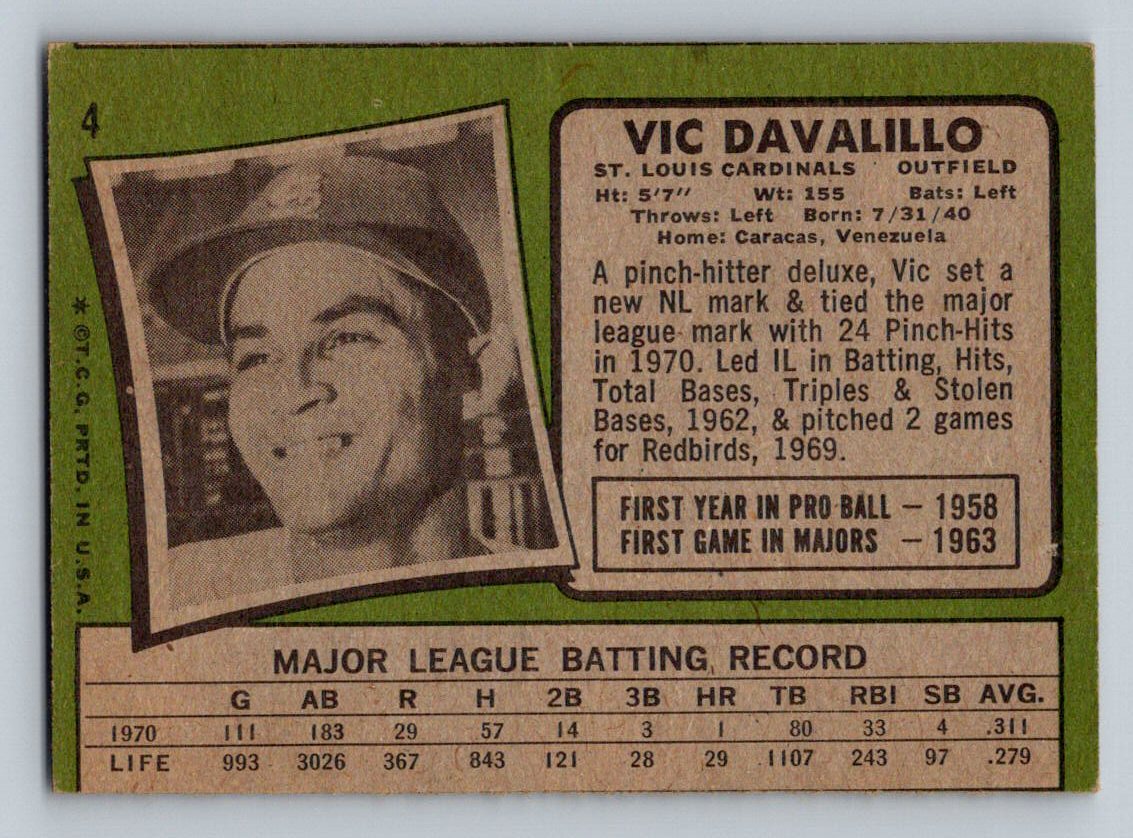 4
VIC DAVALILLO
ST. LOUIS CARDINALS OUTFIELD
Ht: 5'7" Wt: 155 Bats: Left
Throws: Left Born: 7/31/40
Home: Caracas, Venezuela
A pinch-hitter deluxe, Vic set a
new NL mark & tied the major
league mark with 24 Pinch-Hits
in 1970. Led IL in Batting, Hits,
Total Bases, Triples & Stolen
Bases, 1962, & pitched 2 games
for Redbirds, 1969.
FIRST YEAR IN PRO BALL — 1958
FIRST GAME IN MAJORS — 1963
* ©T.C.G. PRTD. IN U.S.A.
MAJOR LEAGUE BATTING RECORD
G AB R H 2B 3B HR TB RBI SB AVG.
1970 111 183 29 57 14 3 1 80 33 4 .311
LIFE 993 3026 367 843 121 28 29 1107 243 97 .279